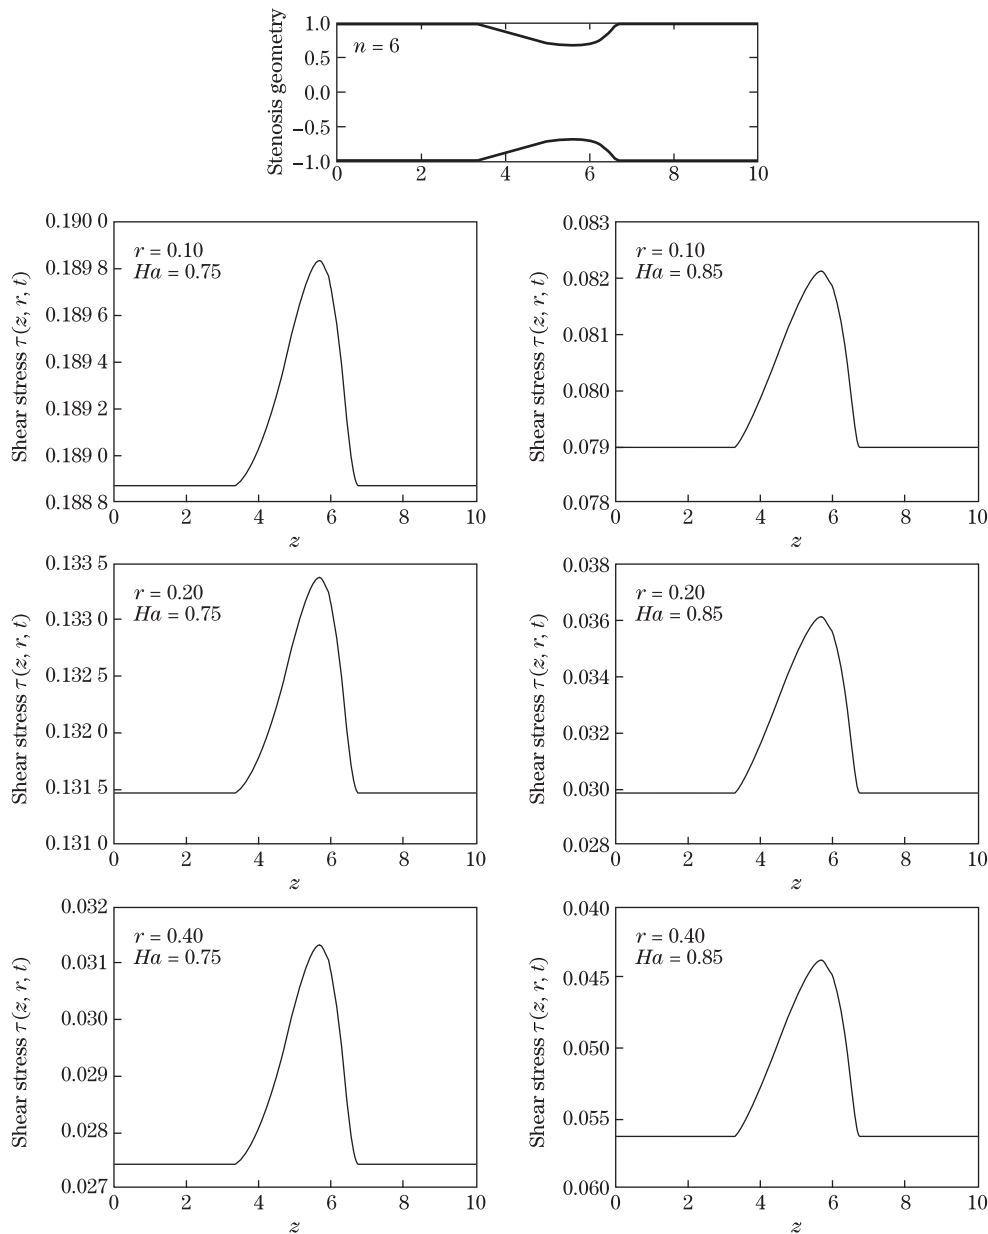 Stenosis geometry
1.0
0.5
0.0
−0.5
−1.0
n = 6
0 2 4 6 8 10
Shear stress τ(z, r, t)
0.190 0
0.189 8
0.189 6
0.189 4
0.189 2
0.189 0
0.188 8
r = 0.10
Ha = 0.75
0 2 4 6 8 10
z
Shear stress τ(z, r, t)
0.083
0.082
0.081
0.080
0.079
0.078
r = 0.10
Ha = 0.85
0 2 4 6 8 10
z
Shear stress τ(z, r, t)
0.133 5
0.133 0
0.132 5
0.132 0
0.131 5
0.131 0
r = 0.20
Ha = 0.75
0 2 4 6 8 10
z
Shear stress τ(z, r, t)
0.038
0.036
0.034
0.032
0.030
0.028
r = 0.20
Ha = 0.85
0 2 4 6 8 10
z
Shear stress τ(z, r, t)
0.032
0.031
0.030
0.029
0.028
0.027
r = 0.40
Ha = 0.75
0 2 4 6 8 10
z
Shear stress τ(z, r, t)
0.040
0.045
0.050
0.055
0.060
r = 0.40
Ha = 0.85
0 2 4 6 8 10
z